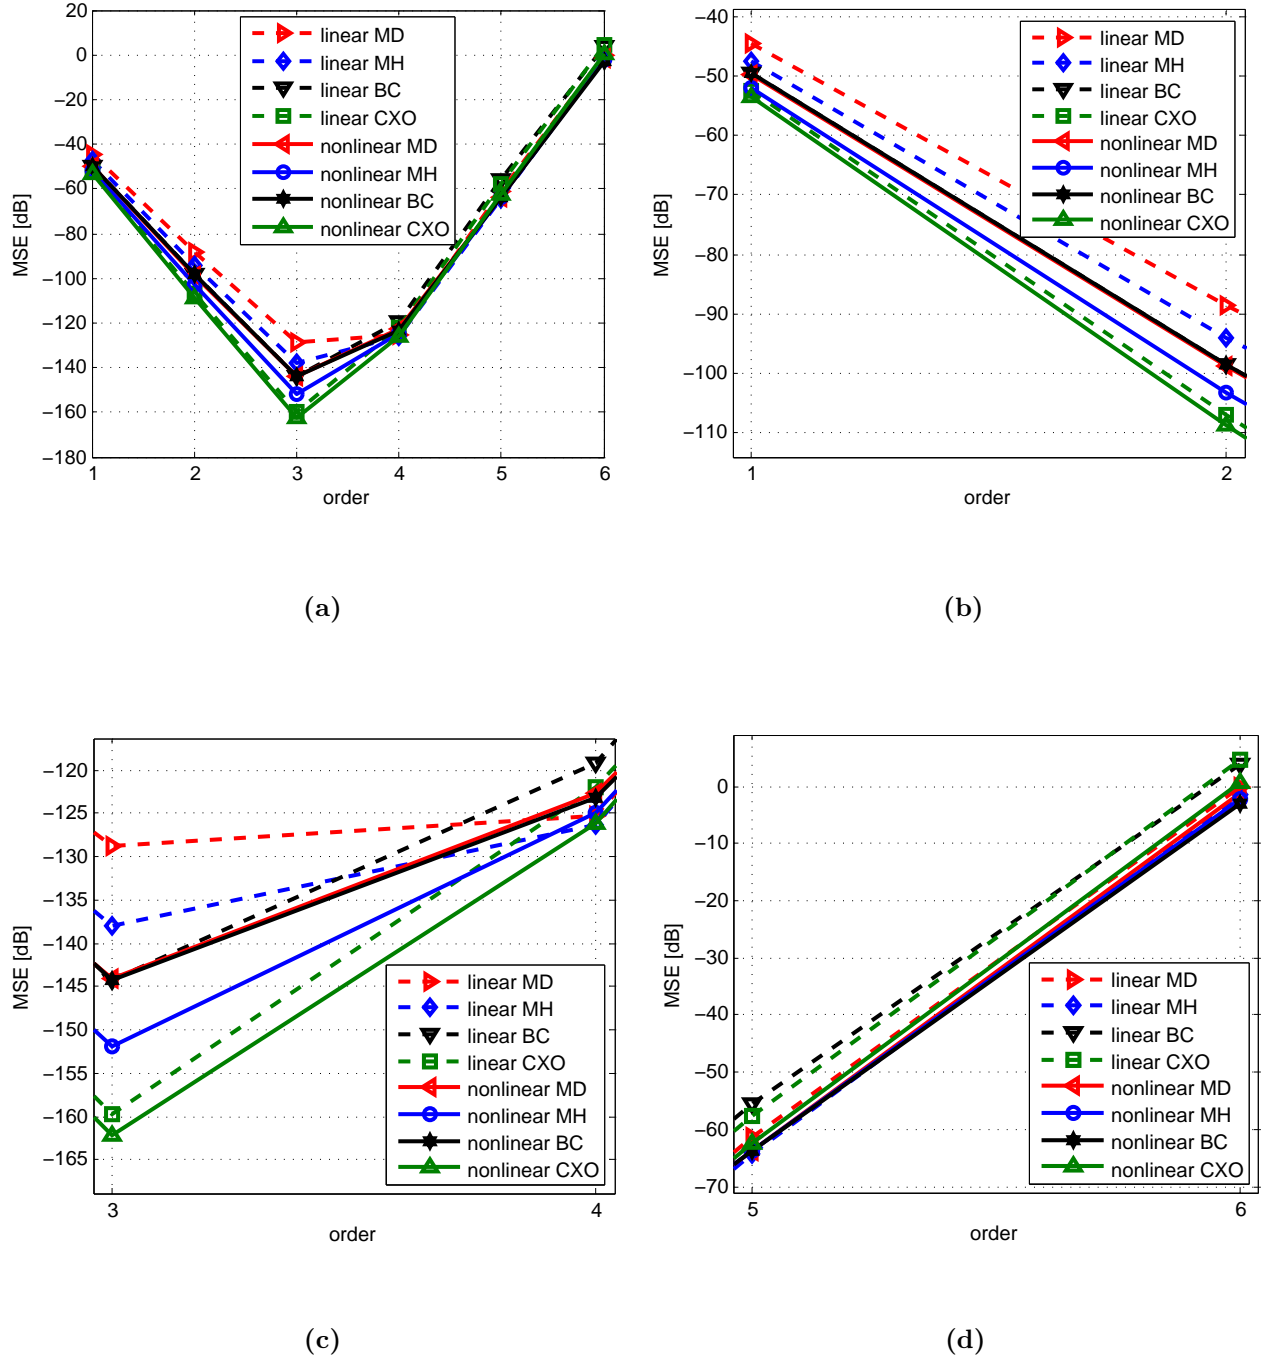 20
0
−20
−40
−60
−80
−100
−120
−140
−160
−180
MSE [dB]
1 2 3 4 5 6
order
linear MD
linear MH
linear BC
linear CXO
nonlinear MD
nonlinear MH
nonlinear BC
nonlinear CXO
(a)
−40
−50
−60
−70
−80
−90
−100
−110
MSE [dB]
1 2
order
linear MD
linear MH
linear BC
linear CXO
nonlinear MD
nonlinear MH
nonlinear BC
nonlinear CXO
(b)
−120
−125
−130
−135
−140
−145
−150
−155
−160
−165
MSE [dB]
3 4
order
linear MD
linear MH
linear BC
linear CXO
nonlinear MD
nonlinear MH
nonlinear BC
nonlinear CXO
(c)
0
−10
−20
−30
−40
−50
−60
−70
MSE [dB]
5 6
order
linear MD
linear MH
linear BC
linear CXO
nonlinear MD
nonlinear MH
nonlinear BC
nonlinear CXO
(d)